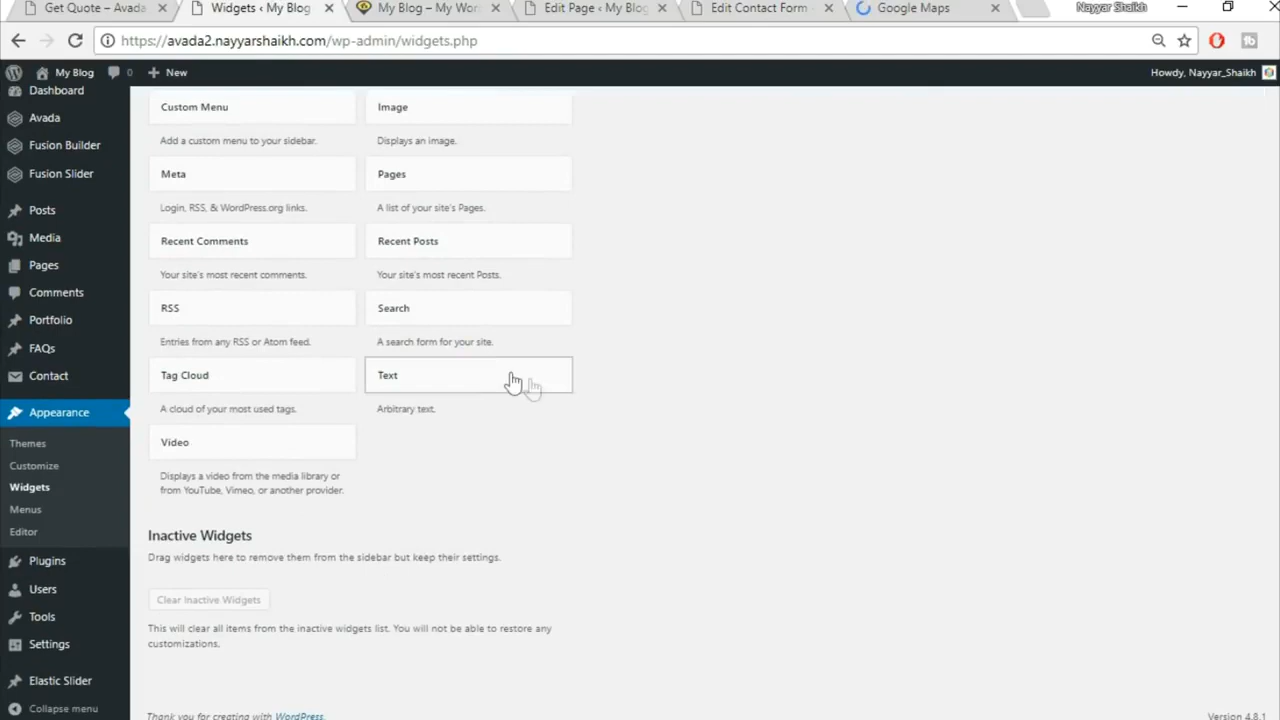 Get Quote – Avada
Widgets ‹ My Blog
My Blog – My Wor
Edit Page ‹ My Blo
Edit Contact Form
Google Maps
Nayyar Shaikh
https://avada2.nayyarshaikh.com/wp-admin/widgets.php
My Blog
0
New
Howdy, Nayyar_Shaikh
Dashboard
Avada
Fusion Builder
Fusion Slider
Posts
Media
Pages
Comments
Portfolio
FAQs
Contact
Appearance
Themes
Customize
Widgets
Menus
Editor
Plugins
Users
Tools
Settings
Elastic Slider
Collapse menu
Custom Menu
Add a custom menu to your sidebar.
Image
Displays an image.
Meta
Login, RSS, & WordPress.org links.
Pages
A list of your site's Pages.
Recent Comments
Your site's most recent comments.
Recent Posts
Your site's most recent Posts.
RSS
Entries from any RSS or Atom feed.
Search
A search form for your site.
Tag Cloud
A cloud of your most used tags.
Text
Arbitrary text.
Video
Displays a video from the media library or
from YouTube, Vimeo, or another provider.
Inactive Widgets
Drag widgets here to remove them from the sidebar but keep their settings.
Clear Inactive Widgets
This will clear all items from the inactive widgets list. You will not be able to restore any
customizations.
Thank you for creating with WordPress.
Version 4.8.1